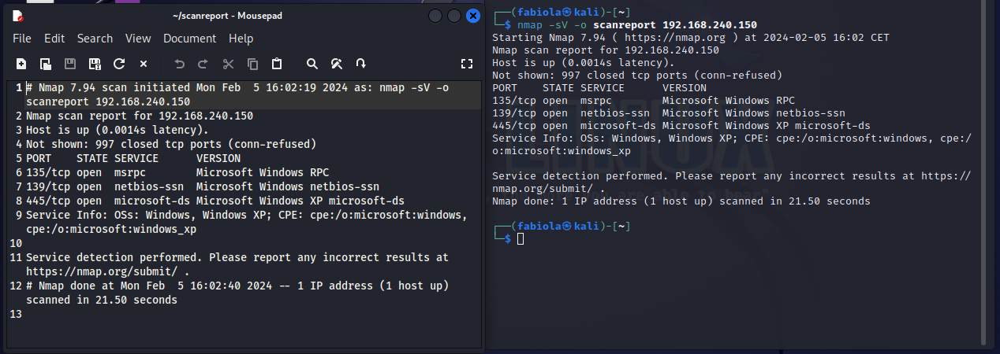 ~/scanreport - Mousepad
File Edit Search View Document Help
1 # Nmap 7.94 scan initiated Mon Feb  5 16:02:19 2024 as: nmap -sV -o
scanreport 192.168.240.150
2 Nmap scan report for 192.168.240.150
3 Host is up (0.0014s latency).
4 Not shown: 997 closed tcp ports (conn-refused)
5 PORT    STATE SERVICE      VERSION
6 135/tcp open  msrpc        Microsoft Windows RPC
7 139/tcp open  netbios-ssn  Microsoft Windows netbios-ssn
8 445/tcp open  microsoft-ds Microsoft Windows XP microsoft-ds
9 Service Info: OSs: Windows, Windows XP; CPE: cpe:/o:microsoft:windows,
cpe:/o:microsoft:windows_xp
10
11 Service detection performed. Please report any incorrect results at
https://nmap.org/submit/ .
12 # Nmap done at Mon Feb  5 16:02:40 2024 -- 1 IP address (1 host up)
scanned in 21.50 seconds
13
┌──(fabiola㉿kali)-[~]
└─$ nmap -sV -o scanreport 192.168.240.150
Starting Nmap 7.94 ( https://nmap.org ) at 2024-02-05 16:02 CET
Nmap scan report for 192.168.240.150
Host is up (0.0014s latency).
Not shown: 997 closed tcp ports (conn-refused)
PORT    STATE SERVICE      VERSION
135/tcp open  msrpc        Microsoft Windows RPC
139/tcp open  netbios-ssn  Microsoft Windows netbios-ssn
445/tcp open  microsoft-ds Microsoft Windows XP microsoft-ds
Service Info: OSs: Windows, Windows XP; CPE: cpe:/o:microsoft:windows, cpe:/
o:microsoft:windows_xp
Service detection performed. Please report any incorrect results at https://
nmap.org/submit/ .
Nmap done: 1 IP address (1 host up) scanned in 21.50 seconds
┌──(fabiola㉿kali)-[~]
└─$